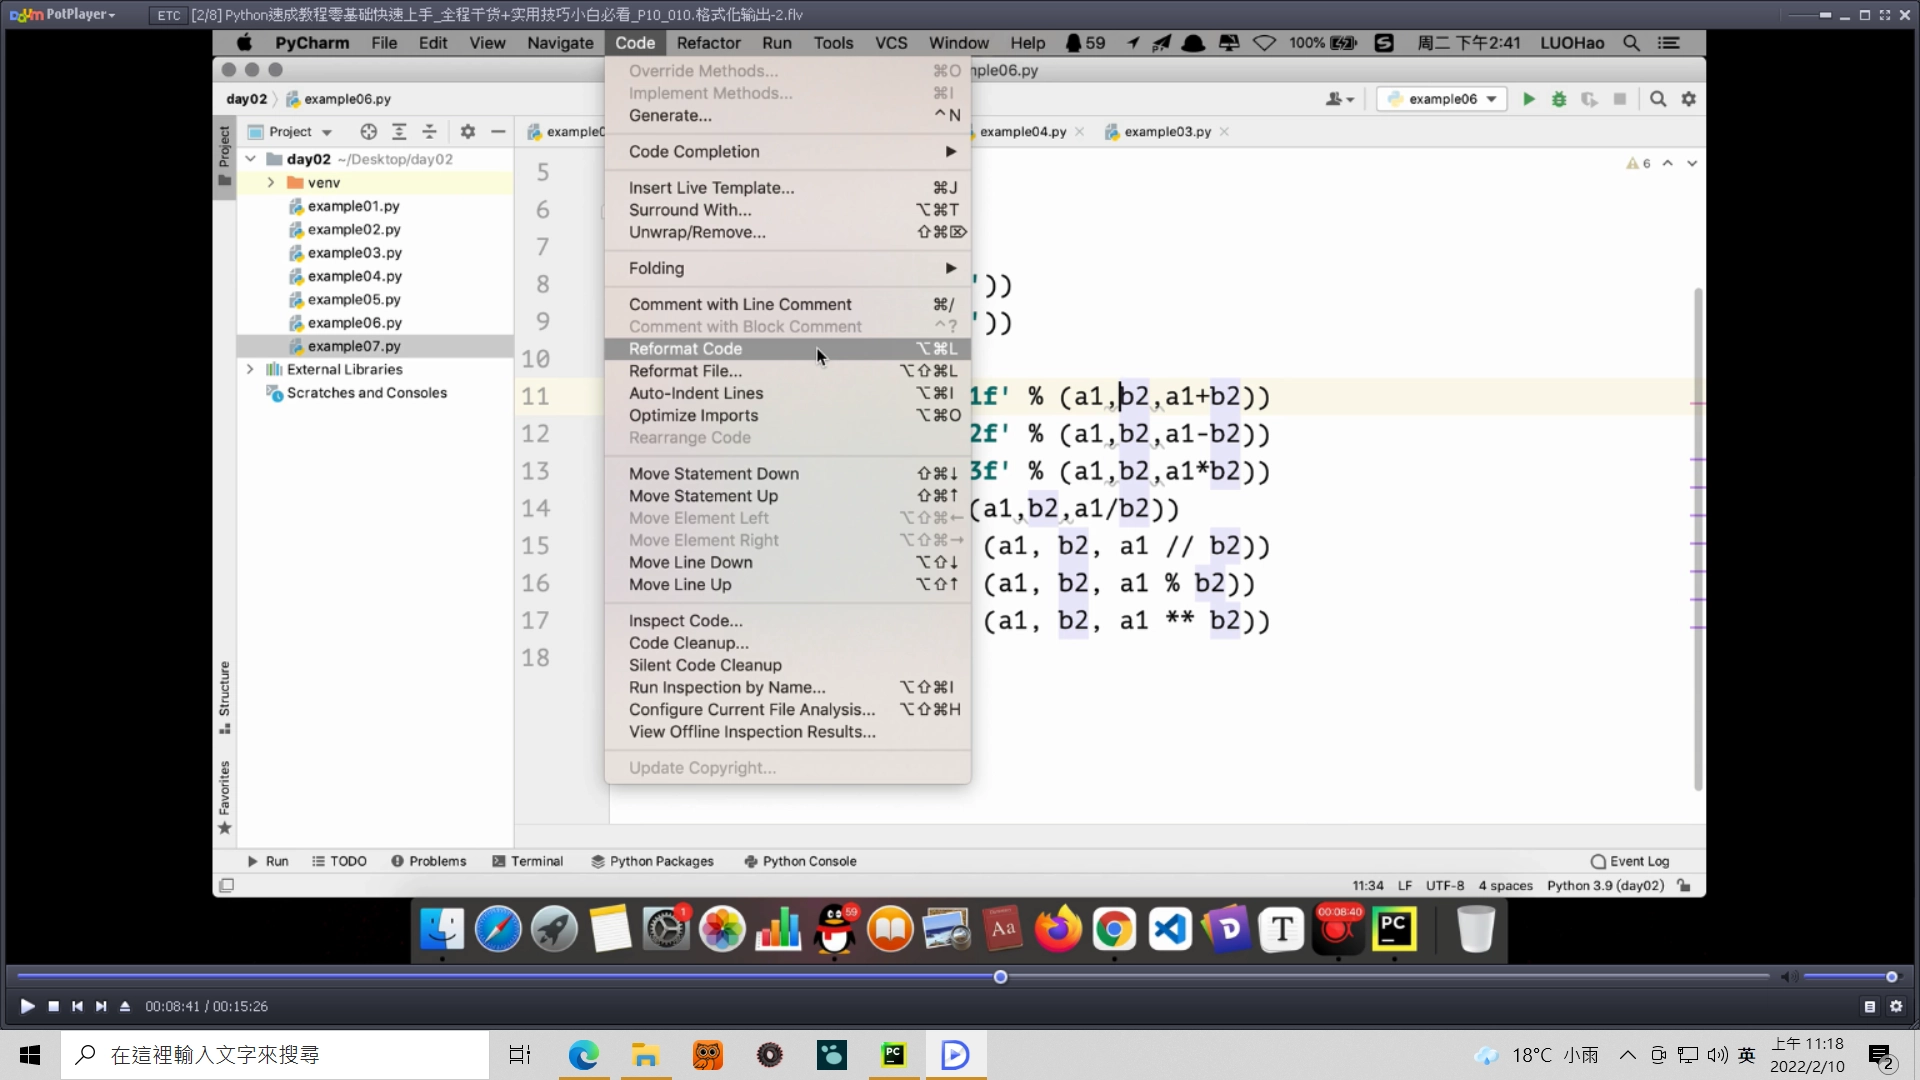 PotPlayer
ETC
[2/8] Python速成教程零基础快速上手_全程干货+实用技巧小白必看_P10_010.格式化输出-2.flv
PyCharm File Edit View Navigate Code Refactor Run Tools VCS Window Help 59 100% 周二 下午2:41 LUOHao
Override Methods... ⌘O
mple06.py
Implement Methods... ⌘I
day02 example06.py
example06
Generate... ^N
Project
Project
example0
example04.py
example03.py
Code Completion
day02 ~/Desktop/day02
venv
example01.py
example02.py
example03.py
example04.py
example05.py
example06.py
example07.py
External Libraries
Scratches and Consoles
Insert Live Template... ⌘J
Surround With... ⌥⌘T
Unwrap/Remove... ⇧⌘⌦
Folding
Comment with Line Comment ⌘/
Comment with Block Comment ^?
Reformat Code ⌥⌘L
Reformat File... ⌥⇧⌘L
Auto-Indent Lines ⌥⌘I
Optimize Imports ⌥⌘O
Rearrange Code
Move Statement Down ⇧⌘↓
Move Statement Up ⇧⌘↑
Move Element Left ⌥⇧⌘←
Move Element Right ⌥⇧⌘→
Move Line Down ⌥⇧↓
Move Line Up ⌥⇧↑
Inspect Code...
Code Cleanup...
Silent Code Cleanup
Run Inspection by Name... ⌥⇧⌘I
Configure Current File Analysis... ⌥⇧⌘H
View Offline Inspection Results...
Update Copyright...
6
5
6
7
8 '))
9 '))
10
11 1f' % (a1,b2,a1+b2))
12 2f' % (a1,b2,a1-b2))
13 3f' % (a1,b2,a1*b2))
14 (a1,b2,a1/b2))
15 (a1, b2, a1 // b2))
16 (a1, b2, a1 % b2))
17 (a1, b2, a1 ** b2))
18
Structure
Favorites
Run TODO Problems Terminal Python Packages Python Console Event Log
11:34 LF UTF-8 4 spaces Python 3.9 (day02)
1
59
Aa
D
T
00:08:40
PC
00:08:41 / 00:15:26
在這裡輸入文字來搜尋
PC
18°C 小雨
英
上午 11:18
2022/2/10
2